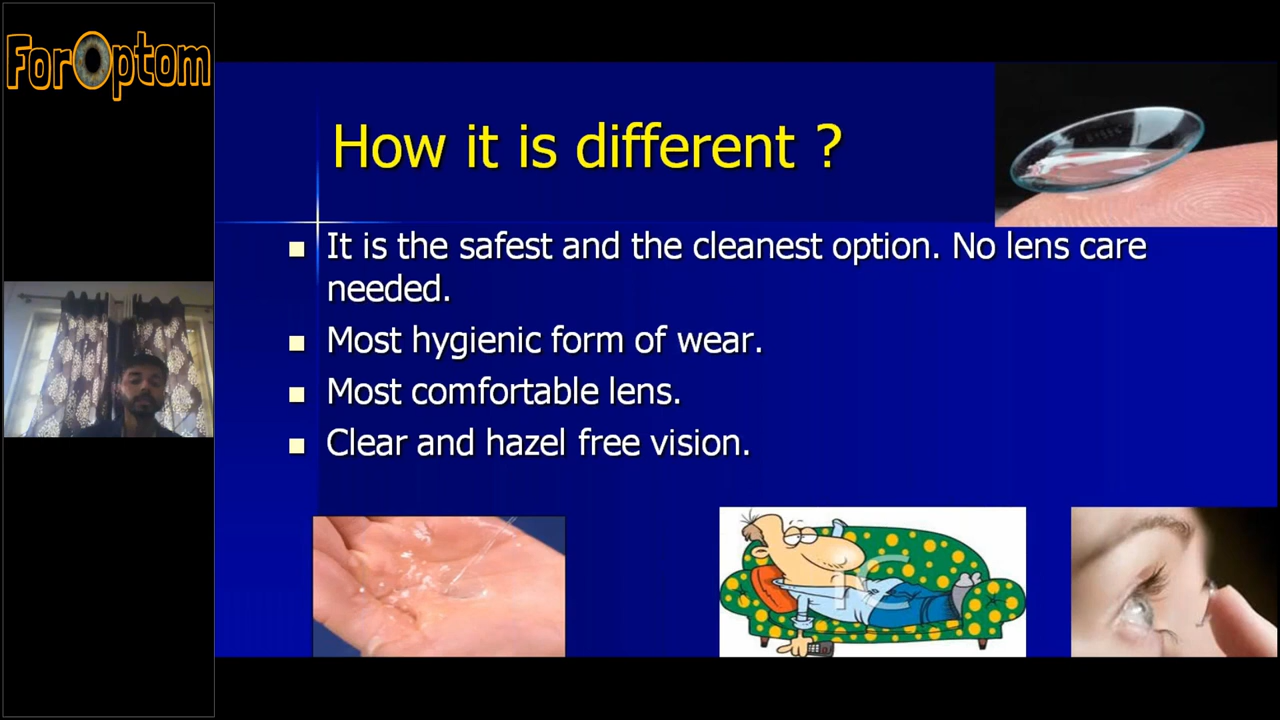 ForOptom
How it is different ?
It is the safest and the cleanest option. No lens care
needed.
Most hygienic form of wear.
Most comfortable lens.
Clear and hazel free vision.